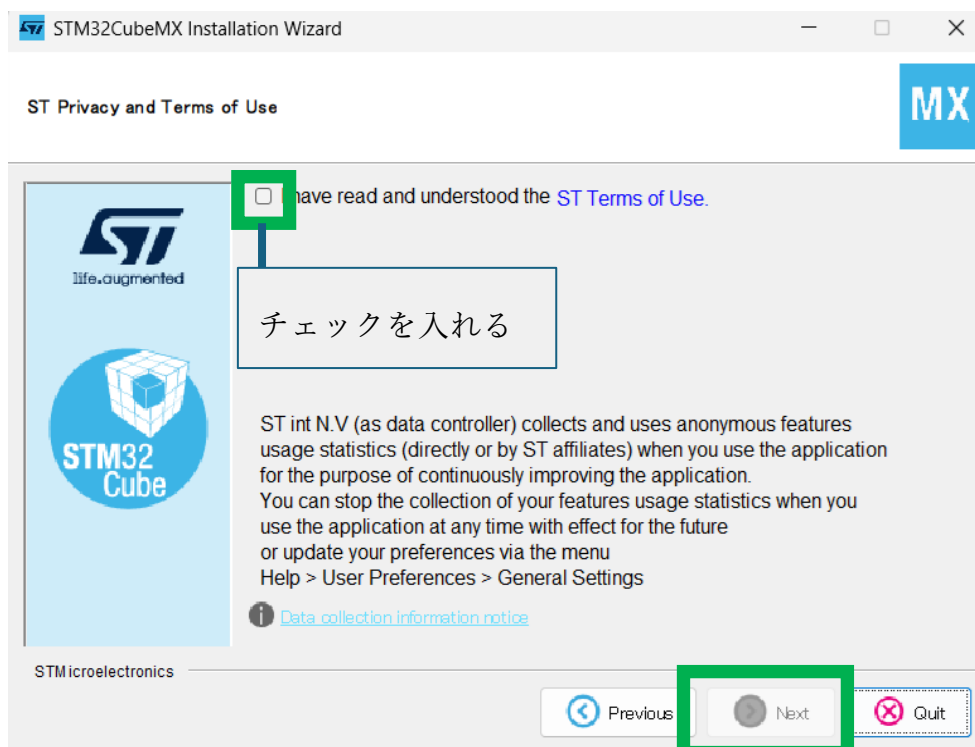 STM32CubeMX Installation Wizard
ST Privacy and Terms of Use
MX
I have read and understood the ST Terms of Use.
life.augmented
チェックを入れる
STM32
Cube
ST int N.V (as data controller) collects and uses anonymous features
usage statistics (directly or by ST affiliates) when you use the application
for the purpose of continuously improving the application.
You can stop the collection of your features usage statistics when you
use the application at any time with effect for the future
or update your preferences via the menu
Help > User Preferences > General Settings
Data collection information notice
STMicroelectronics
Previous
Next
Quit